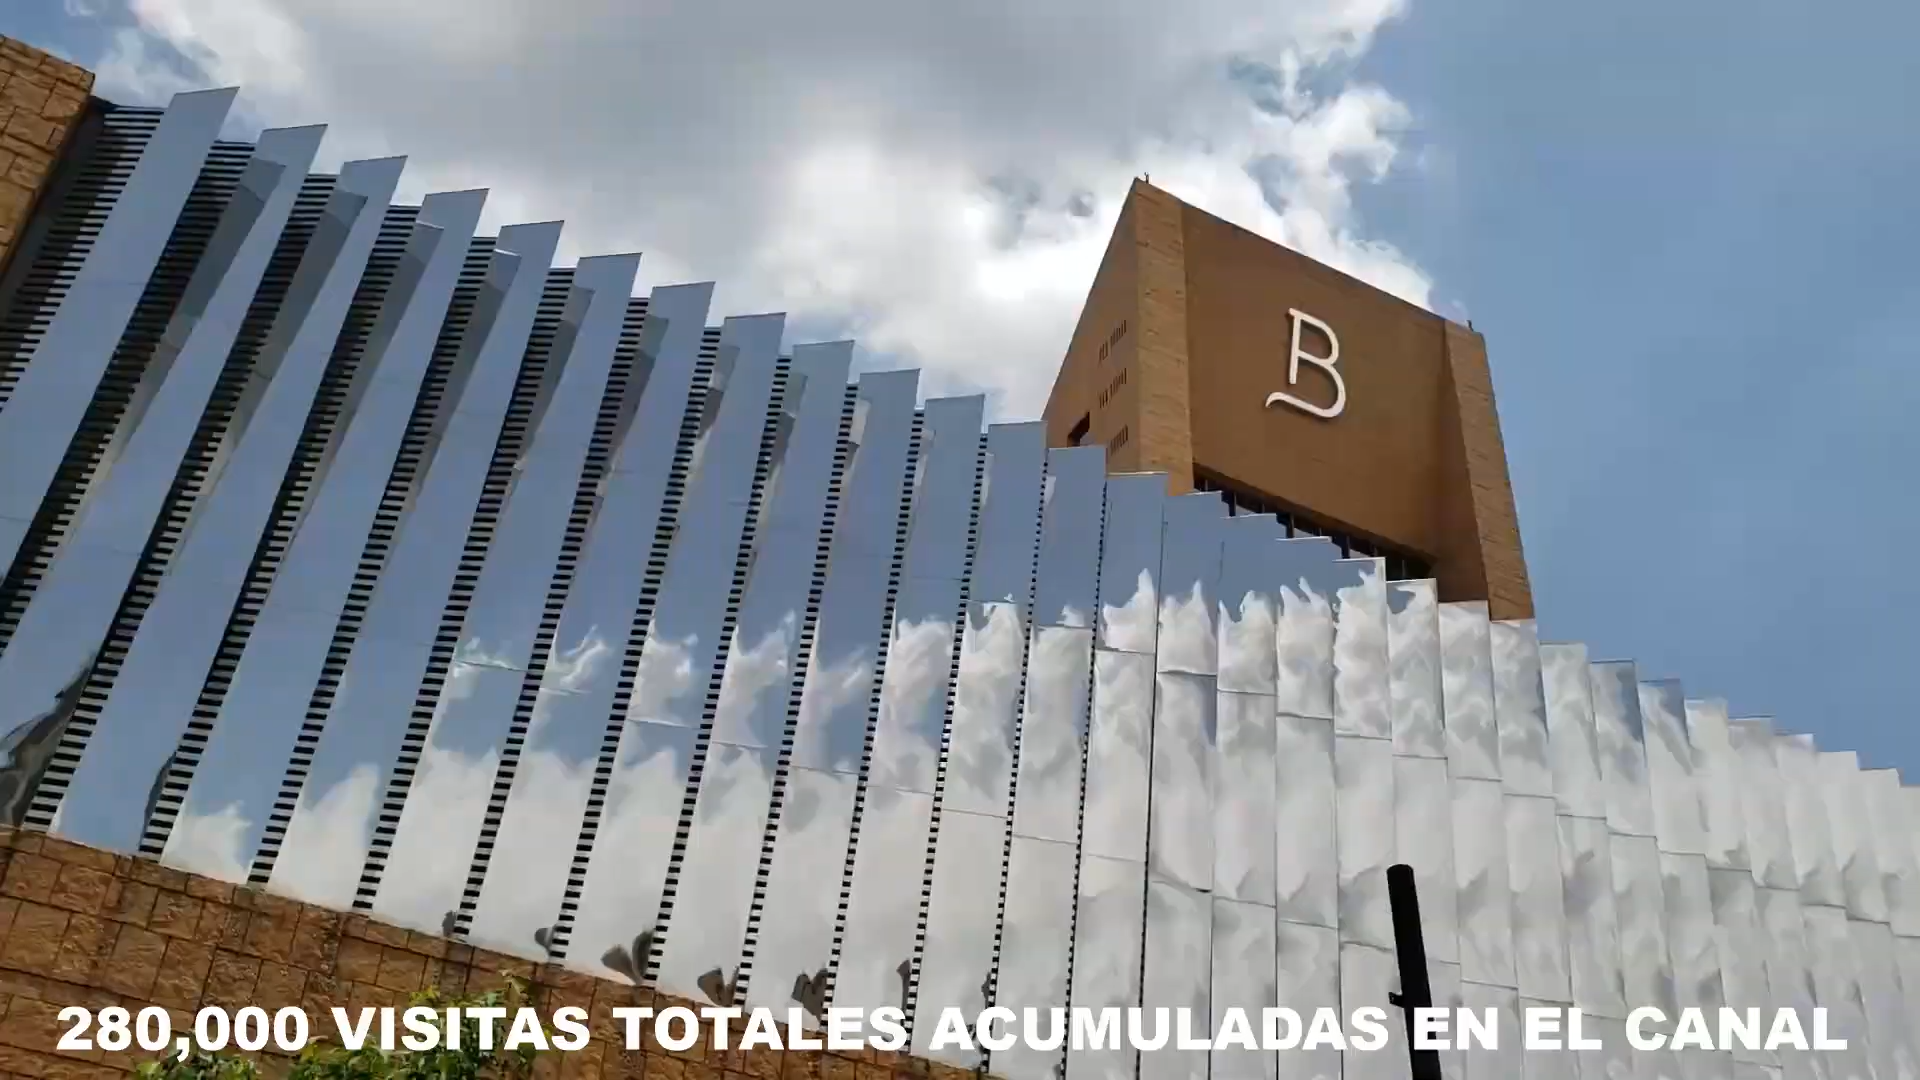 B
280,000 VISITAS TOTALES ACUMULADAS EN EL CANAL